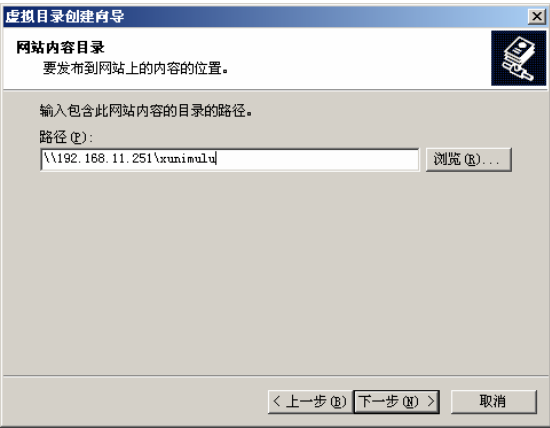 虚拟目录创建向导
网站内容目录
要发布到网站上的内容的位置。
输入包含此网站内容的目录的路径。
路径(P):
\\192.168.11.251\xunimulu
浏览(R)...
< 上一步(B)
下一步(N) >
取消